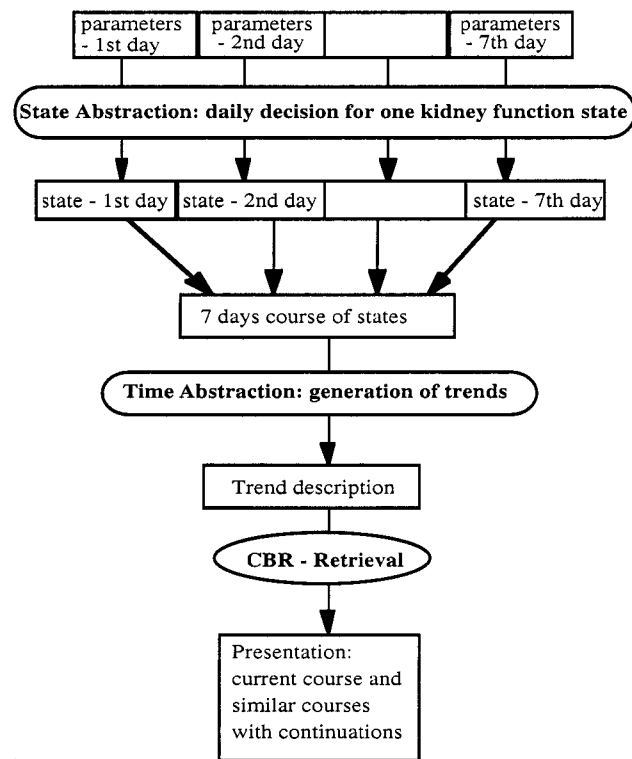 parameters - 1st day
parameters - 2nd day
parameters - 7th day
State Abstraction: daily decision for one kidney function state
state - 1st day
state - 2nd day
state - 7th day
7 days course of states
Time Abstraction: generation of trends
Trend description
CBR - Retrieval
Presentation:
current course and
similar courses
with continuations